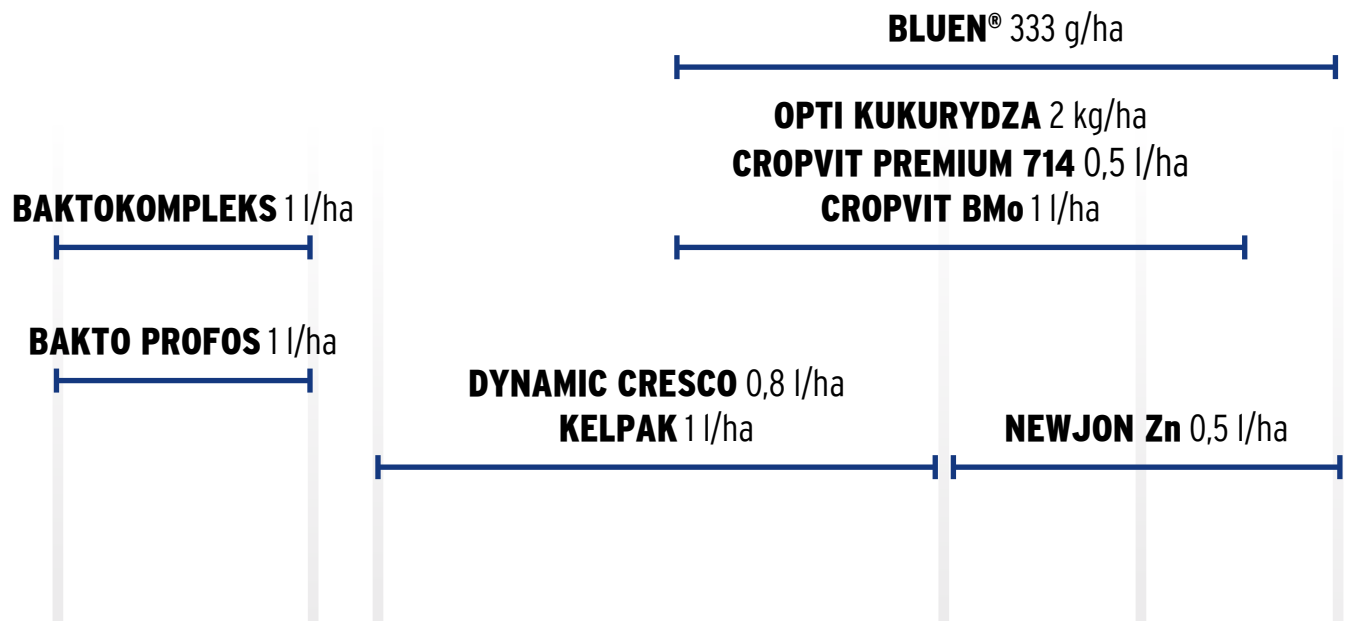 BLUEN® 333 g/ha
OPTI KUKURYDZA 2 kg/ha
CROPVIT PREMIUM 714 0,5 l/ha
CROPVIT BMo 1 l/ha
BAKTOKOMPLEKS 1 l/ha
BAKTO PROFOS 1 l/ha
DYNAMIC CRESCO 0,8 l/ha
KELPAK 1 l/ha
NEWJON Zn 0,5 l/ha